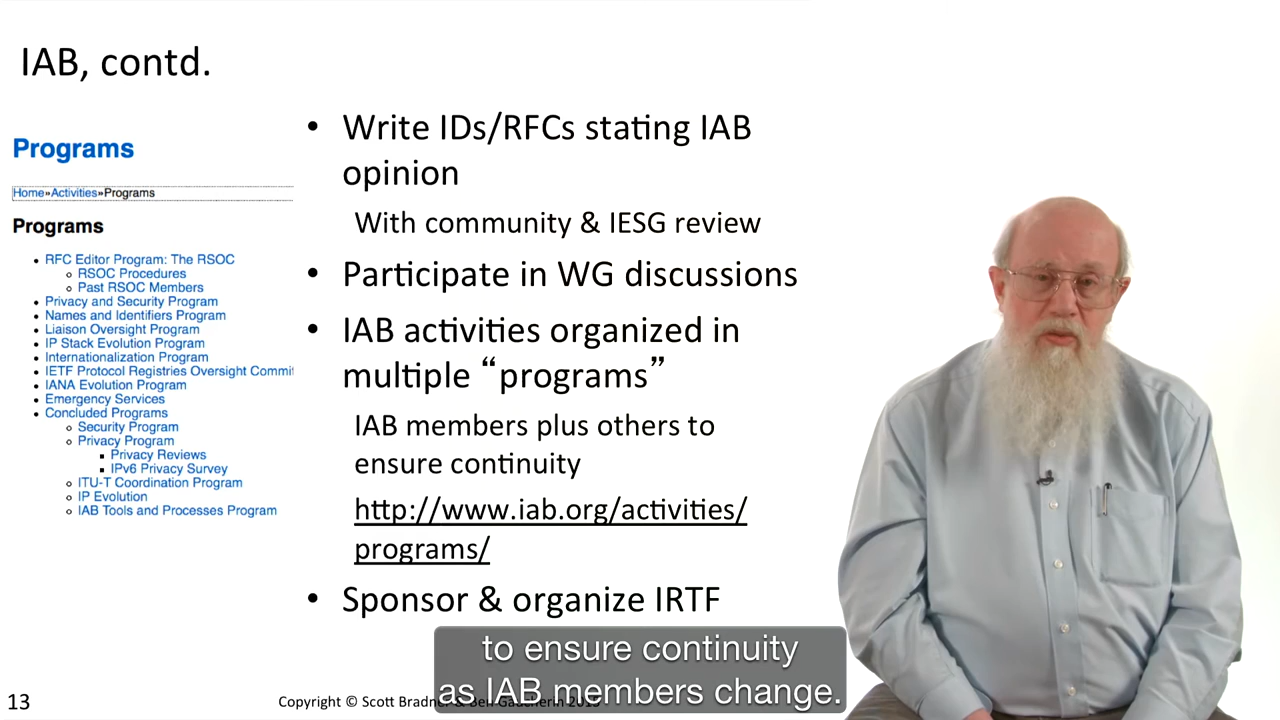 IAB, contd.
Programs
Home»Activities»Programs
Programs
• RFC Editor Program: The RSOC
o RSOC Procedures
o Past RSOC Members
• Privacy and Security Program
• Names and Identifiers Program
• Liaison Oversight Program
• IP Stack Evolution Program
• Internationalization Program
• IETF Protocol Registries Oversight Commit
• IANA Evolution Program
• Emergency Services
• Concluded Programs
o Security Program
o Privacy Program
▪ Privacy Reviews
▪ IPv6 Privacy Survey
o ITU-T Coordination Program
o IP Evolution
o IAB Tools and Processes Program
• Write IDs/RFCs stating IAB
opinion
With community & IESG review
• Participate in WG discussions
• IAB activities organized in
multiple “programs”
IAB members plus others to
ensure continuity
http://www.iab.org/activities/
programs/
• Sponsor & organize IRTF
to ensure continuity
as IAB members change.
13
Copyright © Scott Bradner &